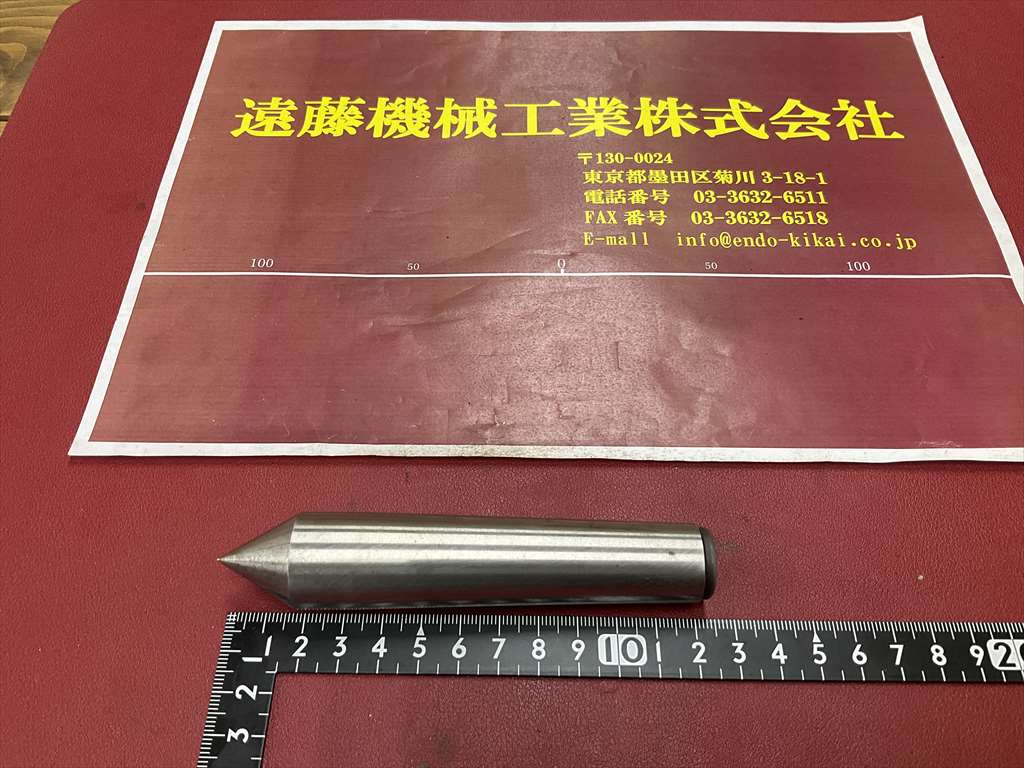 遠藤機械工業株式会社
〒130-0024
東京都墨田区菊川 3-18-1
電話番号 03-3632-6511
FAX 番号 03-3632-6518
E-mall info@endo-kikai.co.jp
100 50 0 50 100
1 2 3 4 5 6 7 8 9 10 1 2 3 4 5 6 7 8 9 20
1
2
3